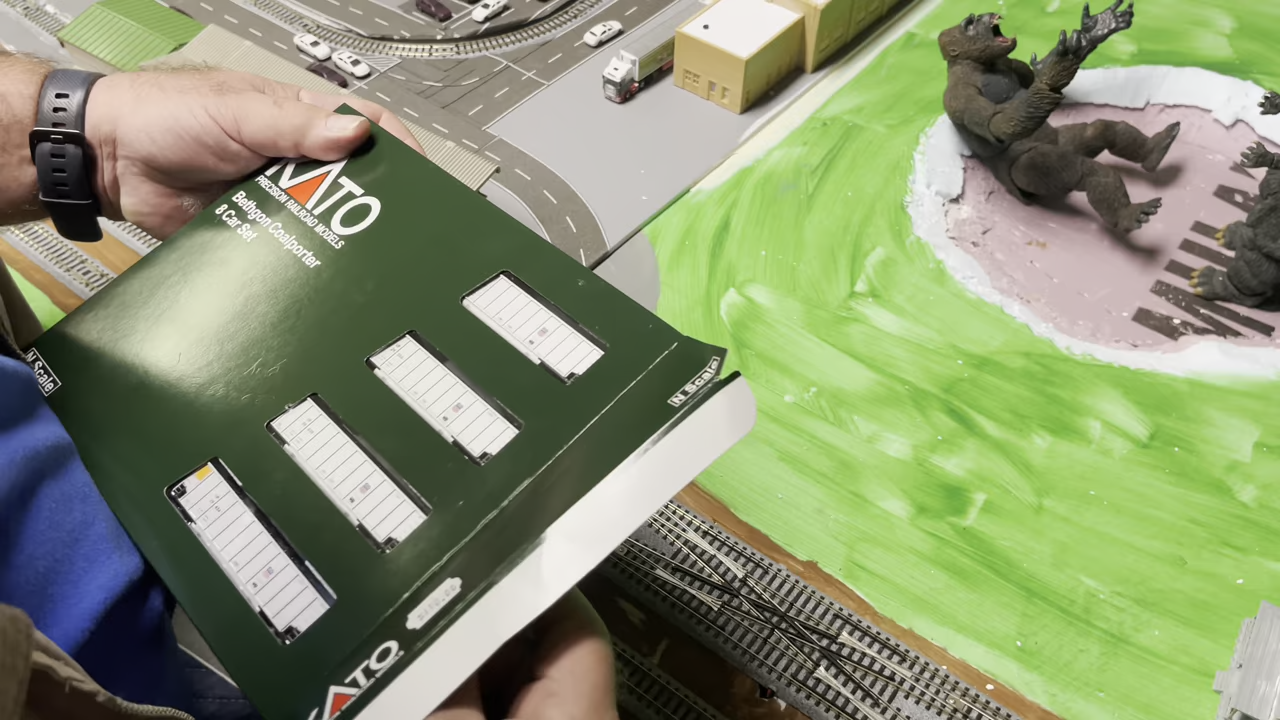 KATO
PRECISION RAILROAD MODELS
Bethgon Coalporter
8 Car Set
N Scale
N Scale
KATO